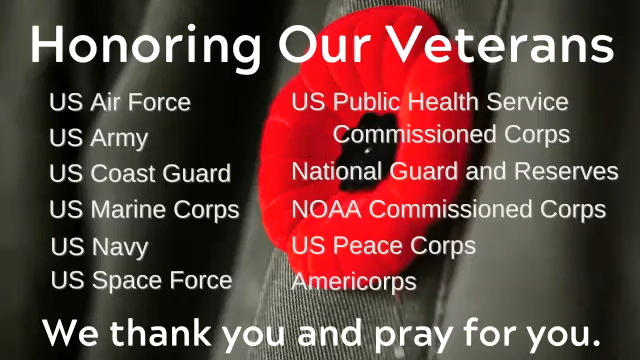 Honoring Our Veterans
US Air Force
US Army
US Coast Guard
US Marine Corps
US Navy
US Space Force
US Public Health Service
Commissioned Corps
National Guard and Reserves
NOAA Commissioned Corps
US Peace Corps
Americorps
We thank you and pray for you.